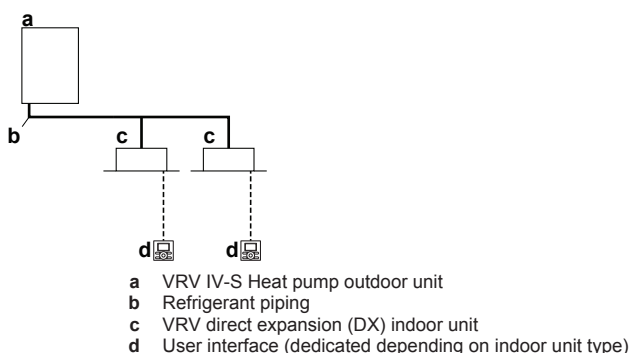 a
b
c c
d d
a VRV IV-S Heat pump outdoor unit
b Refrigerant piping
c VRV direct expansion (DX) indoor unit
d User interface (dedicated depending on indoor unit type)